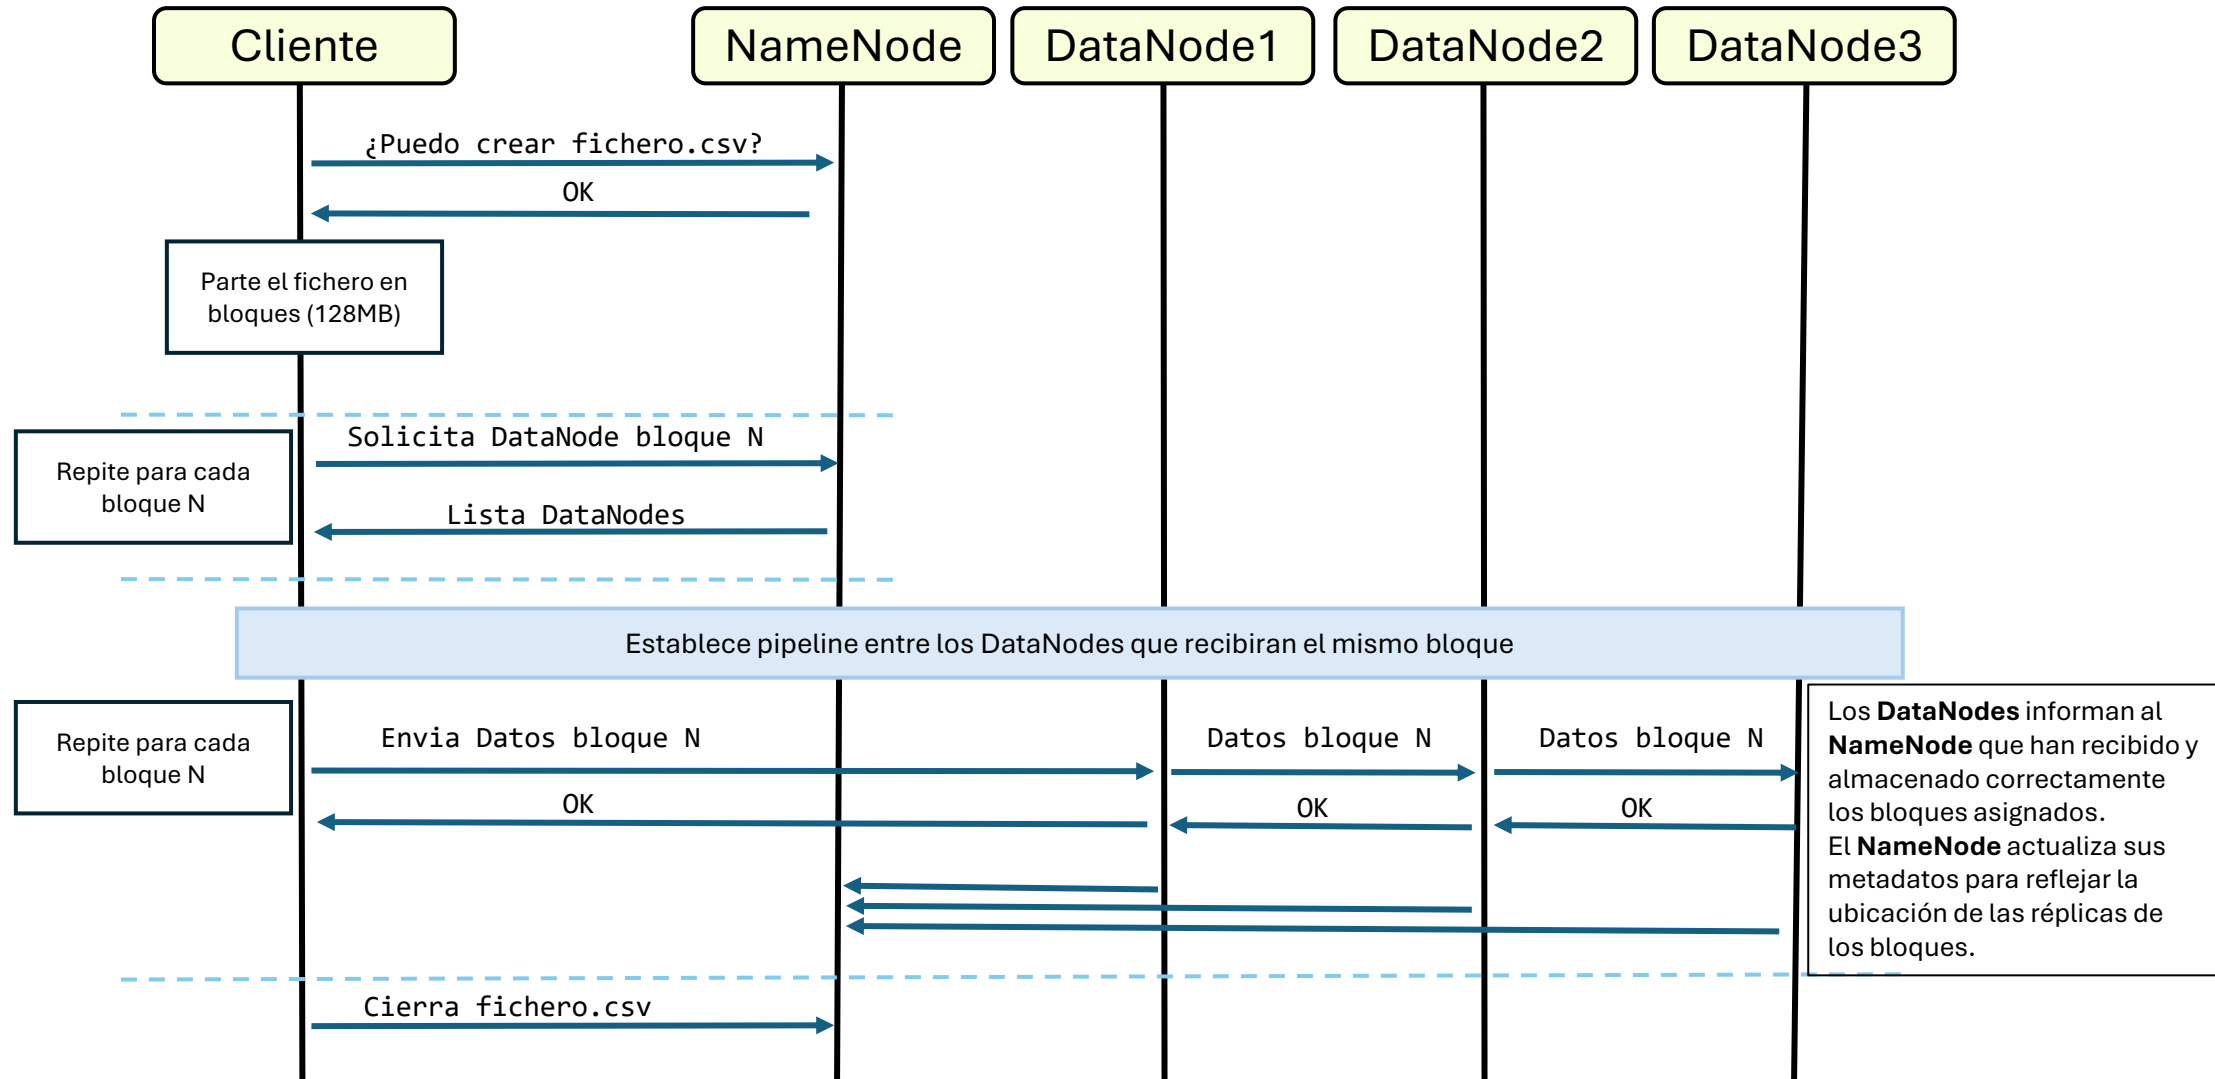 Cliente
NameNode
DataNode1
DataNode2
DataNode3
¿Puedo crear fichero.csv?
OK
Parte el fichero en
bloques (128MB)
Solicita DataNode bloque N
Repite para cada
bloque N
Lista DataNodes
Establece pipeline entre los DataNodes que recibiran el mismo bloque
Repite para cada
bloque N
Envia Datos bloque N
Datos bloque N
Datos bloque N
OK
OK
OK
Los DataNodes informan al
NameNode que han recibido y
almacenado correctamente
los bloques asignados.
El NameNode actualiza sus
metadatos para reflejar la
ubicación de las réplicas de
los bloques.
Cierra fichero.csv